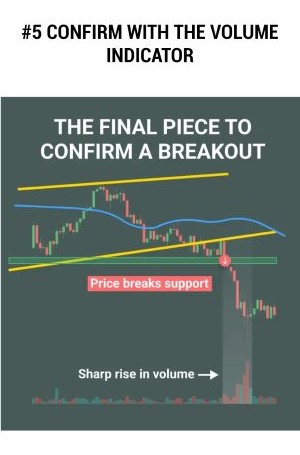 #5 CONFIRM WITH THE VOLUME
INDICATOR
THE FINAL PIECE TO
CONFIRM A BREAKOUT
Price breaks support
Sharp rise in volume